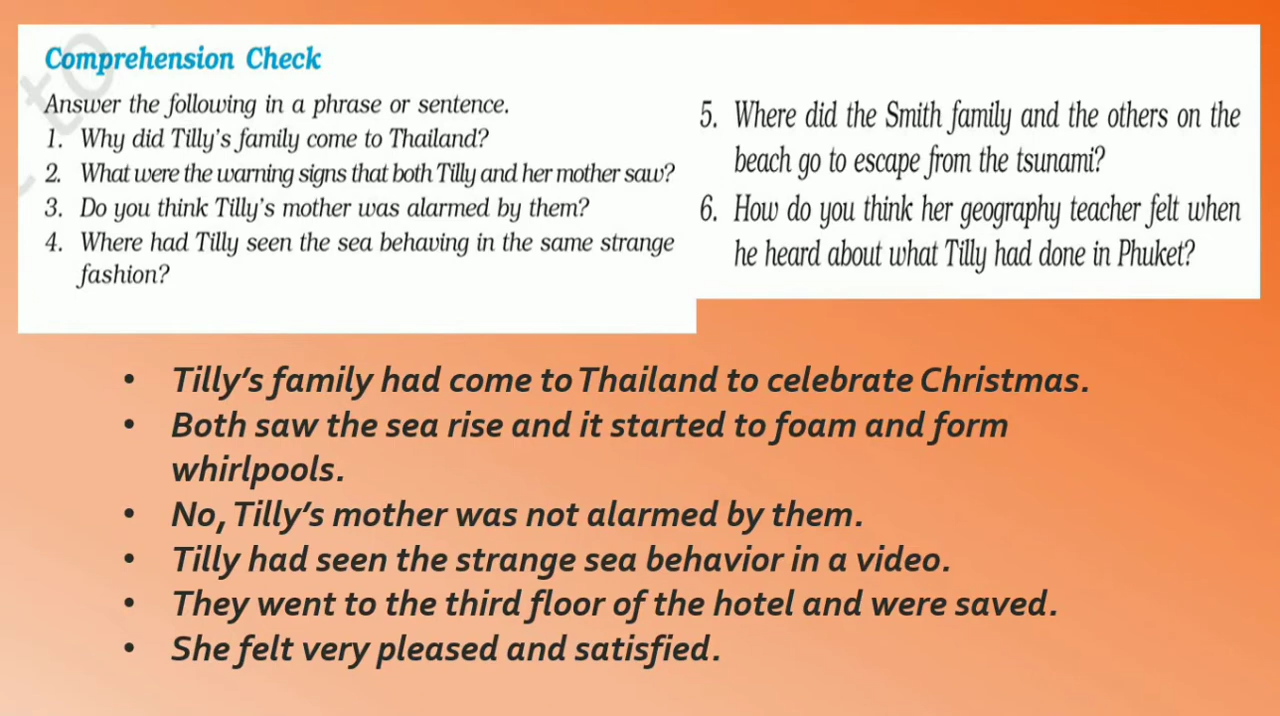 Comprehension Check
Answer the following in a phrase or sentence.
1. Why did Tilly's family come to Thailand?
2. What were the warning signs that both Tilly and her mother saw?
3. Do you think Tilly's mother was alarmed by them?
4. Where had Tilly seen the sea behaving in the same strange
fashion?
5. Where did the Smith family and the others on the
beach go to escape from the tsunami?
6. How do you think her geography teacher felt when
he heard about what Tilly had done in Phuket?
• Tilly's family had come to Thailand to celebrate Christmas.
• Both saw the sea rise and it started to foam and form
whirlpools.
• No, Tilly's mother was not alarmed by them.
• Tilly had seen the strange sea behavior in a video.
• They went to the third floor of the hotel and were saved.
• She felt very pleased and satisfied.